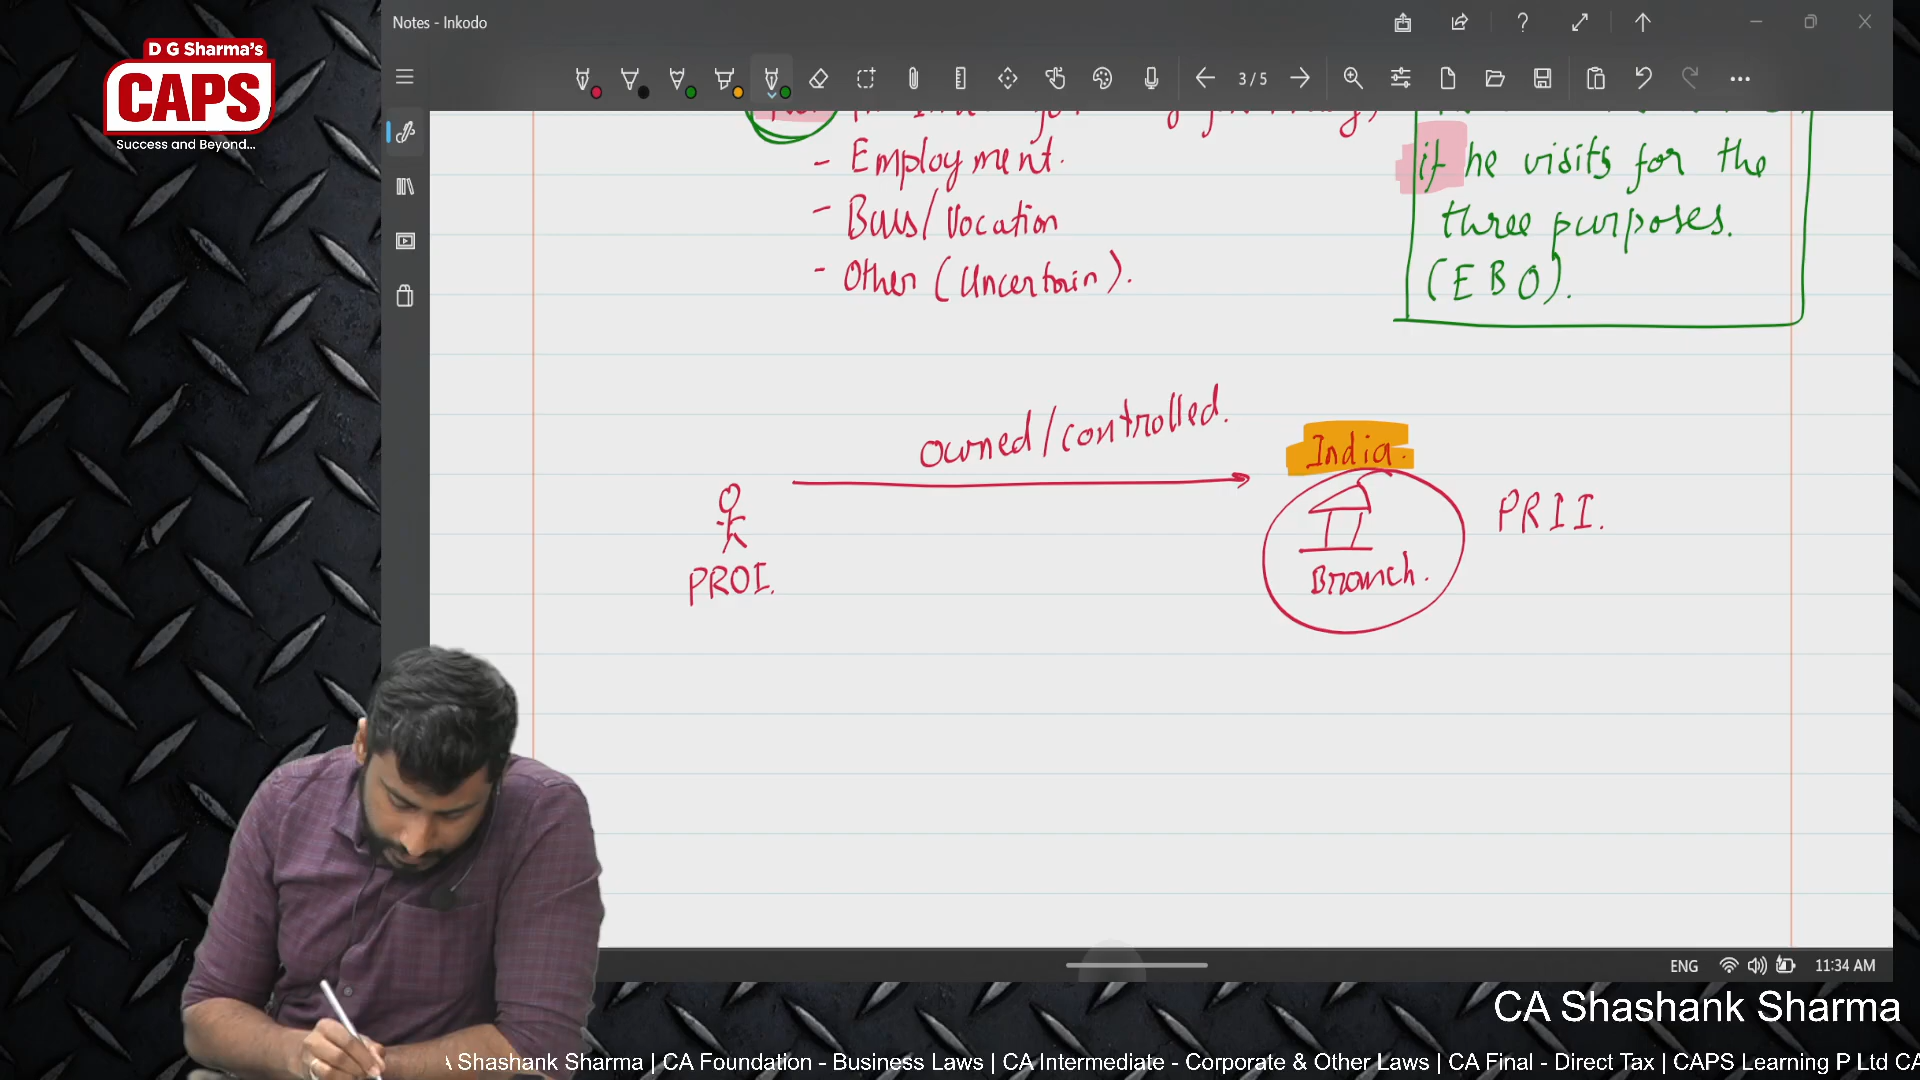 Notes - Inkodo
D G Sharma's
CAPS
Success and Beyond...
3 / 5
- Employment.
- Buss/Vocation
- Other (Uncertain).
if he visits for the
three purposes.
(E B O).
owned/controlled.
India.
PROI.
Branch.
PRII.
ENG
11:34 AM
CA Shashank Sharma
Shashank Sharma | CA Foundation - Business Laws | CA Intermediate - Corporate & Other Laws | CA Final - Direct Tax | CAPS Learning P Ltd CA